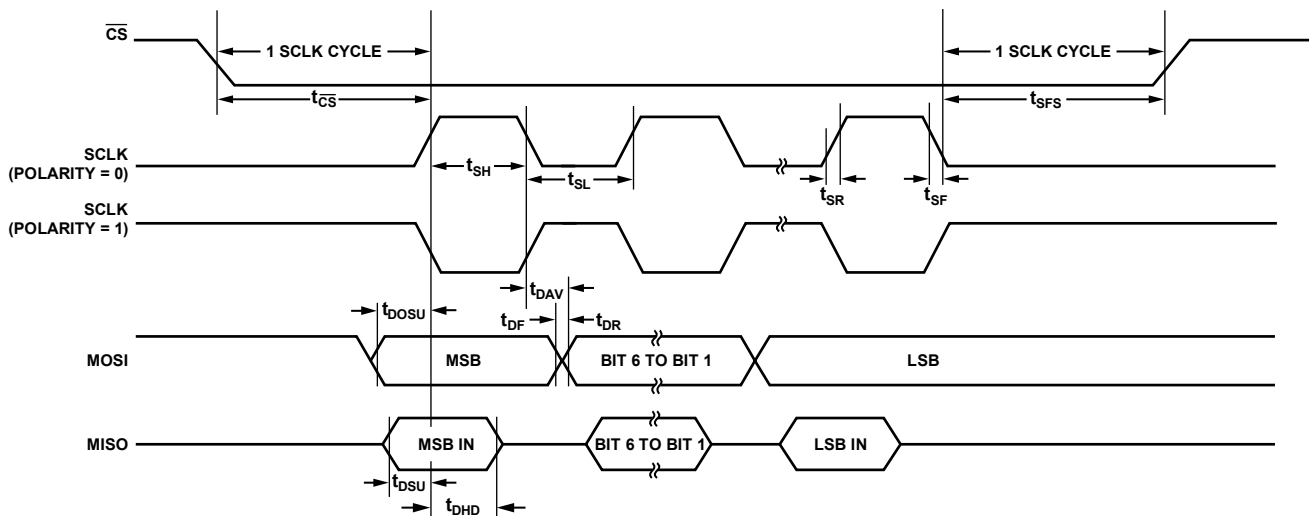 CS
1 SCLK CYCLE
1 SCLK CYCLE
tCS
tSFS
SCLK
(POLARITY = 0)
tSH
tSL
tSR
tSF
SCLK
(POLARITY = 1)
tDAV
tDOSU
tDF
tDR
MOSI
MSB
BIT 6 TO BIT 1
LSB
MISO
MSB IN
BIT 6 TO BIT 1
LSB IN
tDSU
tDHD